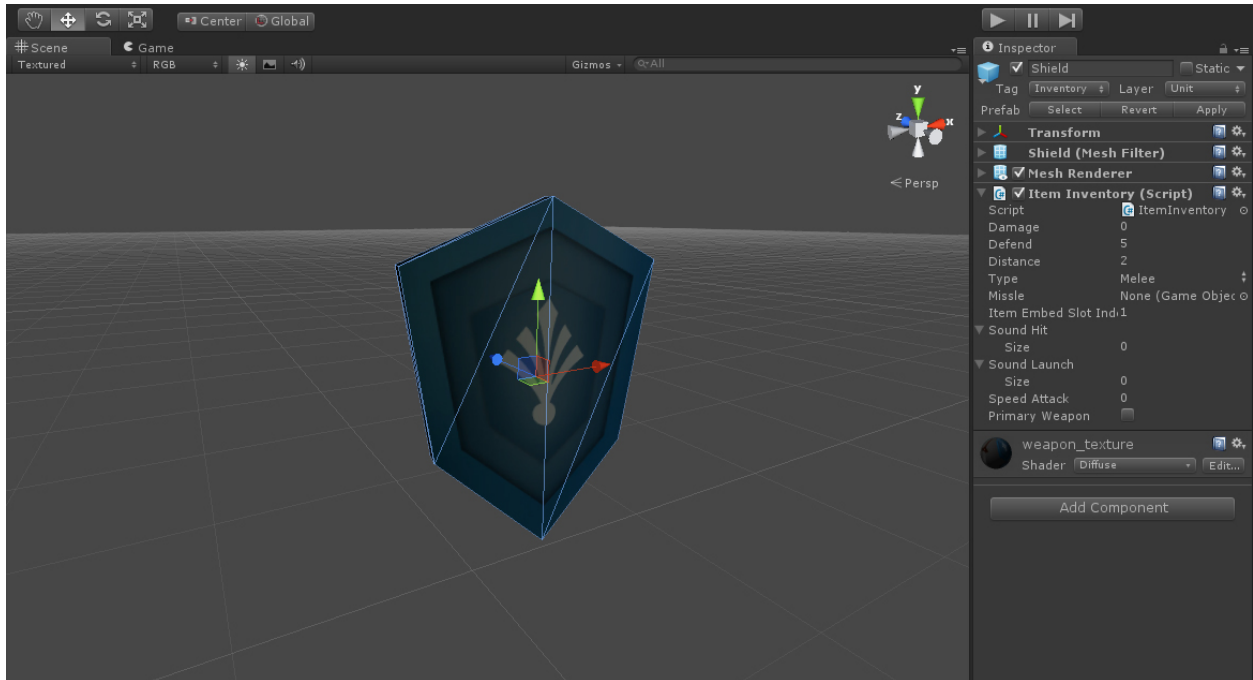 Center Global
Scene Game
Textured RGB Gizmos All
y
z x
Persp
Inspector
Shield Static
Tag Inventory Layer Unit
Prefab Select Revert Apply
Transform
Shield (Mesh Filter)
Mesh Renderer
Item Inventory (Script)
Script ItemInventory
Damage 0
Defend 5
Distance 2
Type Melee
Missle None (Game Objec
Item Embed Slot Ind 1
Sound Hit
Size 0
Sound Launch
Size 0
Speed Attack 0
Primary Weapon
weapon_texture
Shader Diffuse Edit...
Add Component